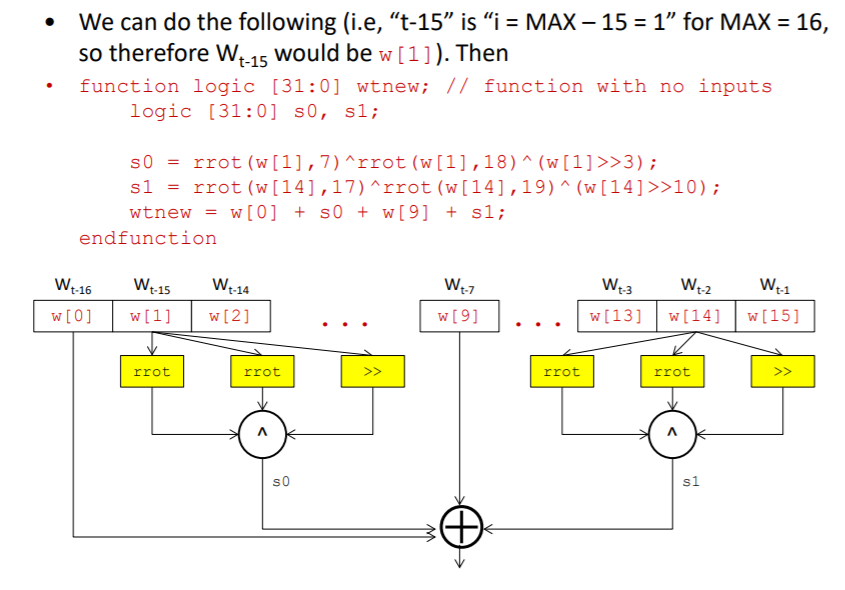 • We can do the following (i.e, “t-15” is “i = MAX – 15 = 1” for MAX = 16,
so therefore Wt-15 would be w[1]). Then
• function logic [31:0] wtnew; // function with no inputs
logic [31:0] s0, s1;
s0 = rrot(w[1],7)^rrot(w[1],18)^(w[1]>>3);
s1 = rrot(w[14],17)^rrot(w[14],19)^(w[14]>>10);
wtnew = w[0] + s0 + w[9] + s1;
endfunction
Wt-16 Wt-15 Wt-14 Wt-7 Wt-3 Wt-2 Wt-1
w[0] w[1] w[2] ... w[9] ... w[13] w[14] w[15]
rrot rrot >> rrot rrot >>
^ ^
s0 s1
+